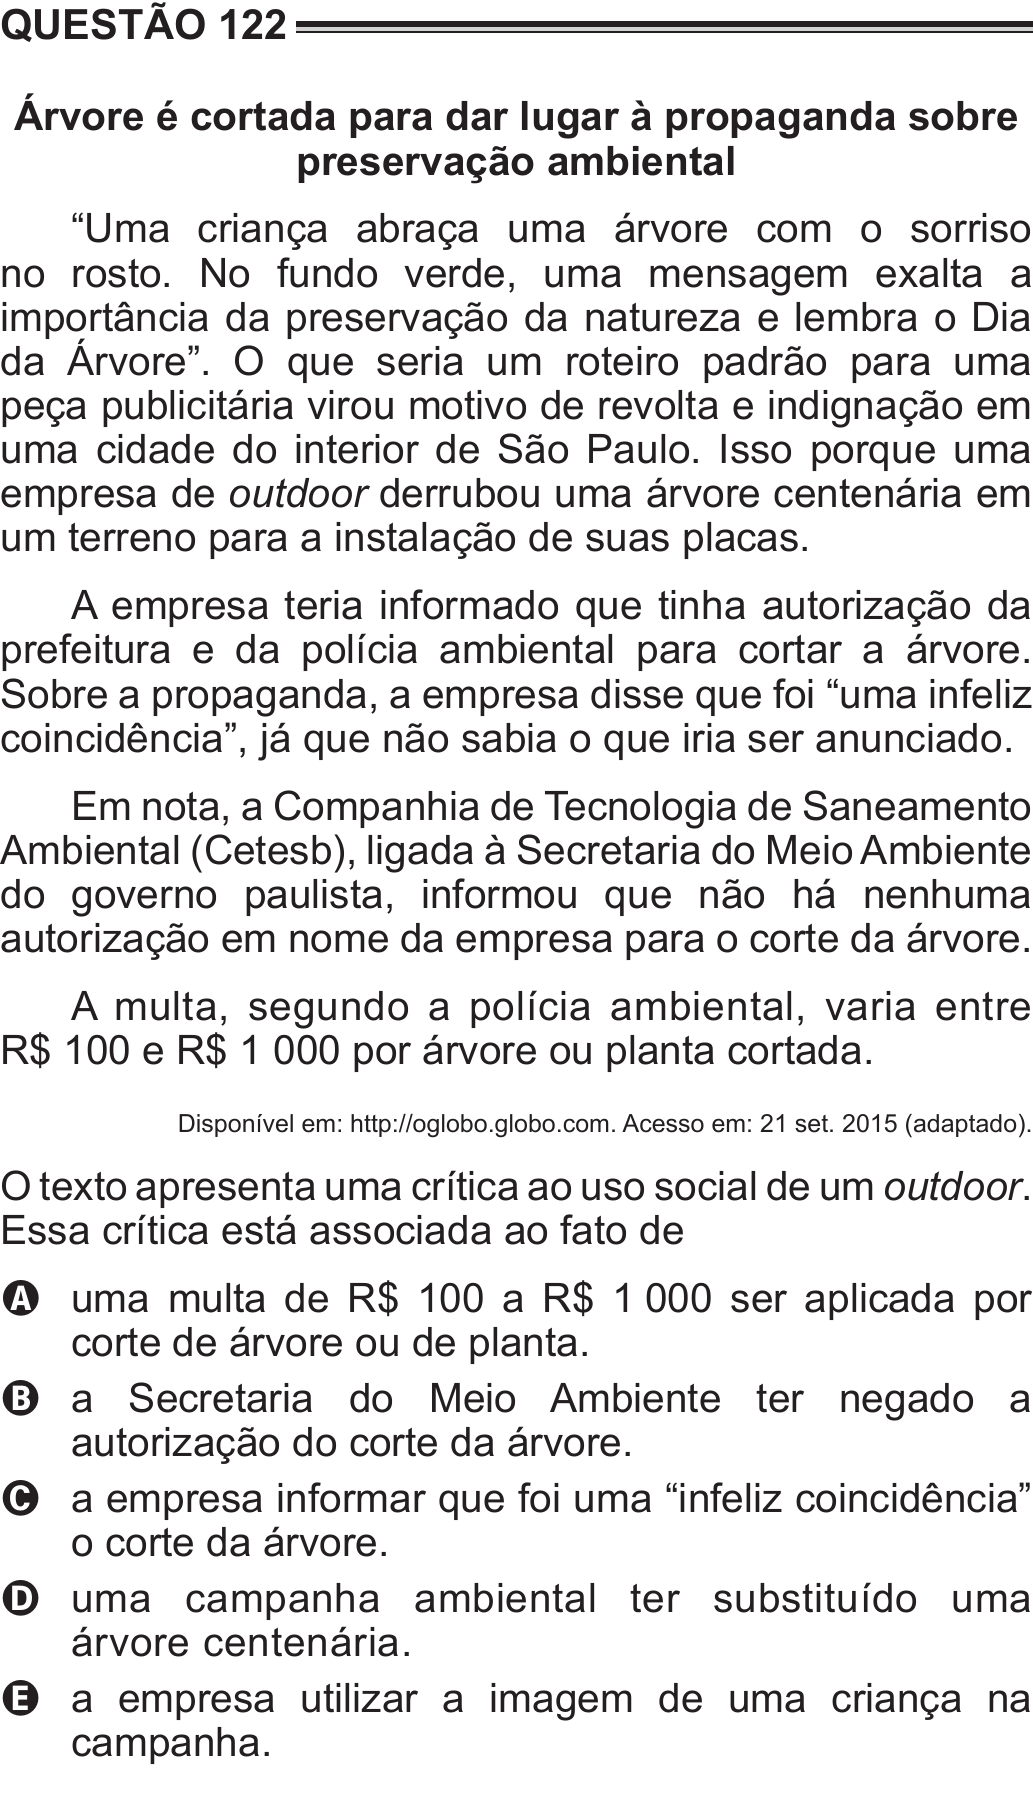 QUESTÃO 122
Árvore é cortada para dar lugar à propaganda sobre
preservação ambiental
“Uma criança abraça uma árvore com o sorriso
no rosto. No fundo verde, uma mensagem exalta a
importância da preservação da natureza e lembra o Dia
da Árvore”. O que seria um roteiro padrão para uma
peça publicitária virou motivo de revolta e indignação em
uma cidade do interior de São Paulo. Isso porque uma
empresa de outdoor derrubou uma árvore centenária em
um terreno para a instalação de suas placas.
A empresa teria informado que tinha autorização da
prefeitura e da polícia ambiental para cortar a árvore.
Sobre a propaganda, a empresa disse que foi “uma infeliz
coincidência”, já que não sabia o que iria ser anunciado.
Em nota, a Companhia de Tecnologia de Saneamento
Ambiental (Cetesb), ligada à Secretaria do Meio Ambiente
do governo paulista, informou que não há nenhuma
autorização em nome da empresa para o corte da árvore.
A multa, segundo a polícia ambiental, varia entre
R$ 100 e R$ 1 000 por árvore ou planta cortada.
Disponível em: http://oglobo.globo.com. Acesso em: 21 set. 2015 (adaptado).
O texto apresenta uma crítica ao uso social de um outdoor.
Essa crítica está associada ao fato de
A uma multa de R$ 100 a R$ 1 000 ser aplicada por
corte de árvore ou de planta.
B a Secretaria do Meio Ambiente ter negado a
autorização do corte da árvore.
C a empresa informar que foi uma “infeliz coincidência”
o corte da árvore.
D uma campanha ambiental ter substituído uma
árvore centenária.
E a empresa utilizar a imagem de uma criança na
campanha.